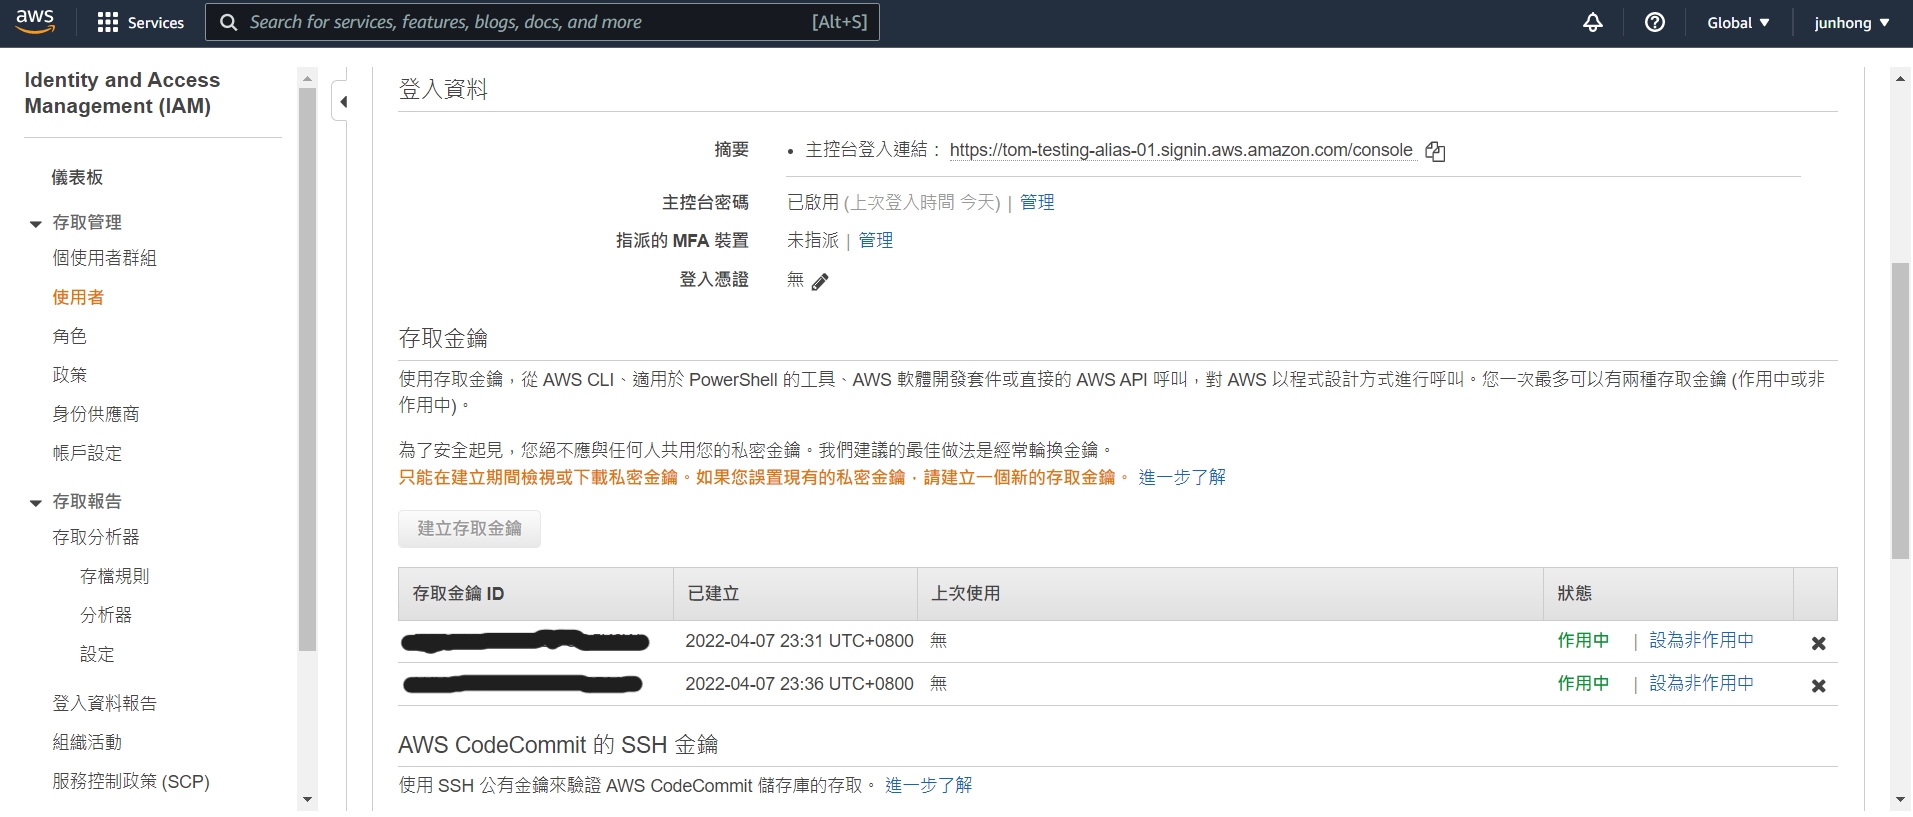 aws
Services
Search for services, features, blogs, docs, and more
[Alt+S]
Global
junhong
Identity and Access
Management (IAM)
儀表板
存取管理
個使用者群組
使用者
角色
政策
身份供應商
帳戶設定
存取報告
存取分析器
存檔規則
分析器
設定
登入資料報告
組織活動
服務控制政策 (SCP)
登入資料
摘要
• 主控台登入連結： https://tom-testing-alias-01.signin.aws.amazon.com/console
主控台密碼 已啟用 (上次登入時間 今天) | 管理
指派的 MFA 裝置 未指派 | 管理
登入憑證 無
存取金鑰
使用存取金鑰，從 AWS CLI、適用於 PowerShell 的工具、AWS 軟體開發套件或直接的 AWS API 呼叫，對 AWS 以程式設計方式進行呼叫。您一次最多可以有兩種存取金鑰 (作用中或非
作用中)。
為了安全起見，您絕不應與任何人共用您的私密金鑰。我們建議的最佳做法是經常輪換金鑰。
只能在建立期間檢視或下載私密金鑰。如果您誤置現有的私密金鑰，請建立一個新的存取金鑰。 進一步了解
建立存取金鑰
存取金鑰 ID 已建立 上次使用 狀態
2022-04-07 23:31 UTC+0800 無 作用中 | 設為非作用中
2022-04-07 23:36 UTC+0800 無 作用中 | 設為非作用中
AWS CodeCommit 的 SSH 金鑰
使用 SSH 公有金鑰來驗證 AWS CodeCommit 儲存庫的存取。 進一步了解